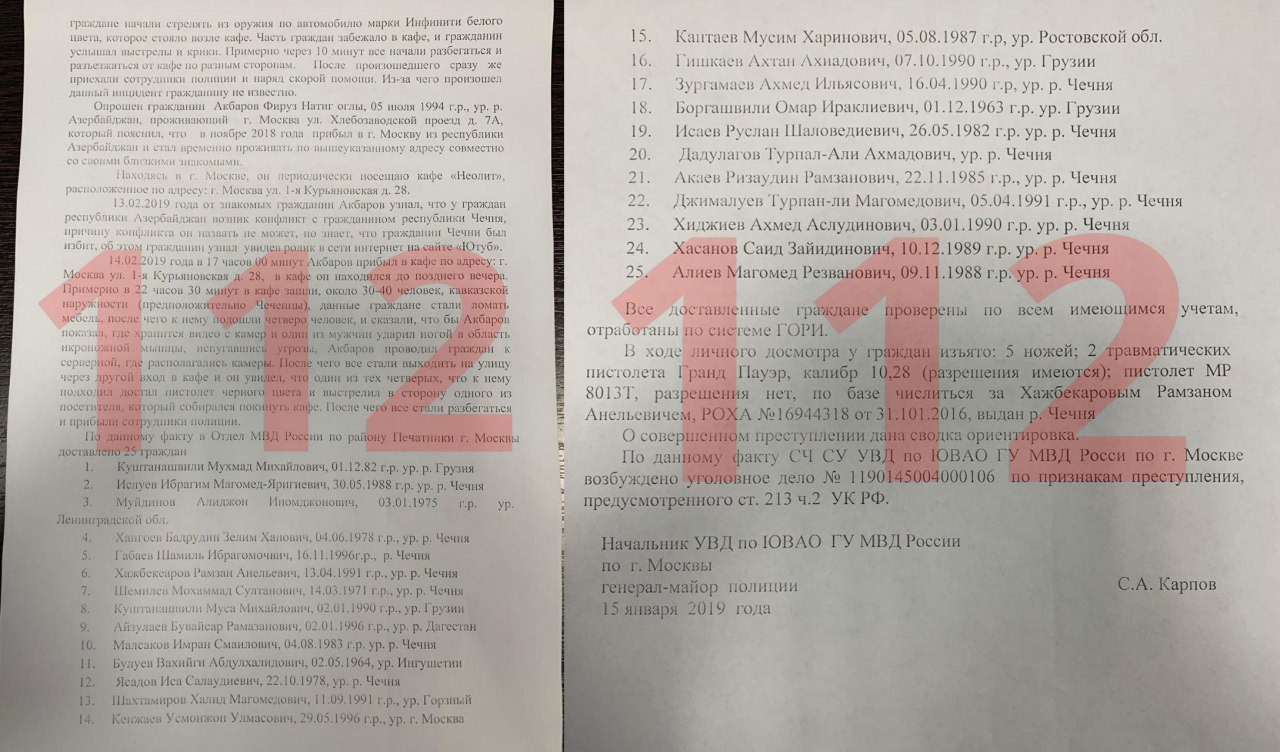 граждане начали стрелять из оружия по автомобилю марки Инфинити белого
цвета, которое стояло возле кафе. Часть граждан забежало в кафе, и гражданин
услышал выстрелы и крики. Примерно через 10 минут все начали разбегаться и
разъезжаться от кафе по разным сторонам. После произошедшего сразу же
приехали сотрудники полиции и наряд скорой помощи. Из-за чего произошел
данный инцидент гражданину не известно.
Опрошен гражданин Акбаров Фируз Натиг оглы, 05 июля 1994 г.р., ур. р.
Азербайджан, проживающий г. Москва ул. Хлебозаводской проезд д. 7А,
который пояснил, что в ноябре 2018 года прибыл в г. Москву из республики
Азербайджан и стал временно проживать по вышеуказанному адресу совместно
со своими близкими знакомыми.
Находясь в г. Москве, он периодически посещаю кафе «Неолит»,
расположенное по адресу: г. Москва ул. 1-я Курьяновская д. 28.
13.02.2019 года от знакомых гражданин Акбаров узнал, что у граждан
республики Азербайджан возник конфликт с гражданином республики Чечня,
причину конфликта он назвать не может, но знает, что гражданин Чечни был
избит, об этом гражданин узнал увидев ролик в сети интернет на сайте «Ютуб».
14.02.2019 года в 17 часов 00 минут Акбаров прибыл в кафе по адресу: г.
Москва ул. 1-я Курьяновская д. 28, в кафе он находился до позднего вечера.
Примерно в 22 часов 30 минут в кафе зашли, около 30-40 человек, кавказской
наружности (предположительно Чеченцы), данные граждане стали ломать
мебель, после чего к нему подошли четверо человек, и сказали, что бы Акбаров
показал, где хранится видео с камер и один из мужчин ударил ногой в область
икроножной мышцы, испугавшись угрозы, Акбаров проводил граждан к
серверной, где располагались камеры. После чего все стали выходить на улицу
через другой вход в кафе и он увидел, что один из тех четверых, что к нему
подходил достал пистолет черного цвета и выстрелил в сторону одного из
посетителя, который собирался покинуть кафе. После чего все стали разбегаться
и прибыли сотрудники полиции.
По данному факту в Отдел МВД России по району Печатники г. Москвы
доставлено 25 граждан
1. Куштанашвили Мухмад Михайлович, 01.12.82 г.р. ур. р. Грузия
2. Ислуев Ибрагим Магомед-Яригиевич, 30.05.1988 г.р. ур. р. Чечня
3. Муйдинов Алиджон Иномджонович, 03.01.1975 г.р. ур.
Ленинградской обл.
4. Хангоев Бадрудин Зелим Ханович, 04.06.1978 г.р., ур. р. Чечня
5. Габаев Шамиль Ибрагомочвич, 16.11.1996г.р., р. Чечня
6. Хажбексаров Рамзан Анельевич, 13.04.1991 г.р., ур. р. Чечня
7. Шемилев Мохаммад Султанович, 14.03.1971 г.р., ур. р. Чечня
8. Куштанашвили Муса Михайлович, 02.01.1990 г.р., ур. Грузии
9. Айзулаев Бувайсар Рамазанович, 02.01.1996 г.р., ур. р. Дагестан
10. Малсаков Имран Смаилович, 04.08.1983 г.р. ур. р. Чечня
11. Булуев Вахийги Абдулхалидович, 02.05.1964, ур. Ингушетии
12. Ясадов Иса Салаудиевич, 22.10.1978, ур. р. Чечня
13. Шахтамиров Халид Магомедович, 11.09.1991 г.р., ур. Горзный
14. Кенжаев Усмонжон Улмасович, 29.05.1996 г.р., ур. г. Москва
15. Кантаев Мусим Харинович, 05.08.1987 г.р, ур. Ростовской обл.
16. Гишкаев Ахтан Ахиадович, 07.10.1990 г.р., ур. Грузии
17. Зургамаев Ахмед Ильясович, 16.04.1990 г.р, ур. р. Чечня
18. Боргашвили Омар Ираклиевич, 01.12.1963 г.р. ур. Грузии
19. Исаев Руслан Шаловедиевич, 26.05.1982 г.р. ур. р. Чечня
20. Дадулагов Турпал-Али Ахмадович, ур. р. Чечня
21. Акаев Ризаудин Рамзанович, 22.11.1985 г.р., ур. р. Чечня
22. Джималуев Турпан-ли Магомедович, 05.04.1991 г.р., ур. р. Чечня
23. Хиджиев Ахмед Аслудинович, 03.01.1990 г.р. ур. р. Чечня
24. Хасанов Саид Зайидинович, 10.12.1989 г.р. ур. р. Чечня
25. Алиев Магомед Резванович, 09.11.1988 г.р. ур. р. Чечня
Все доставленные граждане проверены по всем имеющимся учетам,
отработаны по системе ГОРИ.
В ходе личного досмотра у граждан изъято: 5 ножей; 2 травматических
пистолета Гранд Пауэр, калибр 10,28 (разрешения имеются); пистолет МР
8013Т, разрешения нет, по базе числиться за Хажбекаровым Рамзаном
Анельевичем, РОХА №16944318 от 31.101.2016, выдан р. Чечня
О совершенном преступлении дана сводка ориентировка.
По данному факту СЧ СУ УВД по ЮВАО ГУ МВД Росси по г. Москве
возбуждено уголовное дело № 11901450040001​06 по признакам преступления,
предусмотренного ст. 213 ч.2 УК РФ.
Начальник УВД по ЮВАО ГУ МВД России
по г. Москвы
генерал-майор полиции С.А. Карпов
15 января 2019 года
112
112